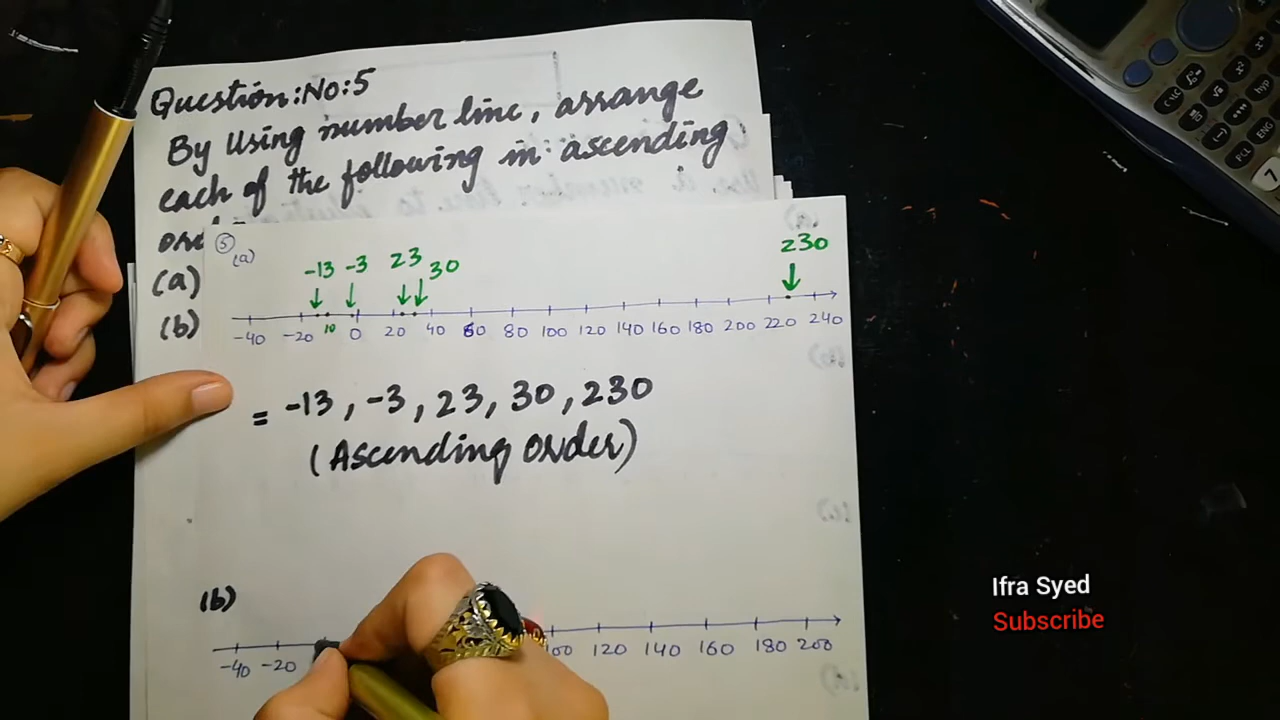 Question:No:5
By Using number line, arrange
each of the following in ascending
(a)
(b)
5 (a)
-13 -3 23 30 230
-40 -20 10 0 20 40 60 80 100 120 140 160 180 200 220 240
= -13, -3, 23, 30, 230
(Ascending order)
(b)
-40 -20 100 120 140 160 180 200
Ifra Syed
Subscribe
7